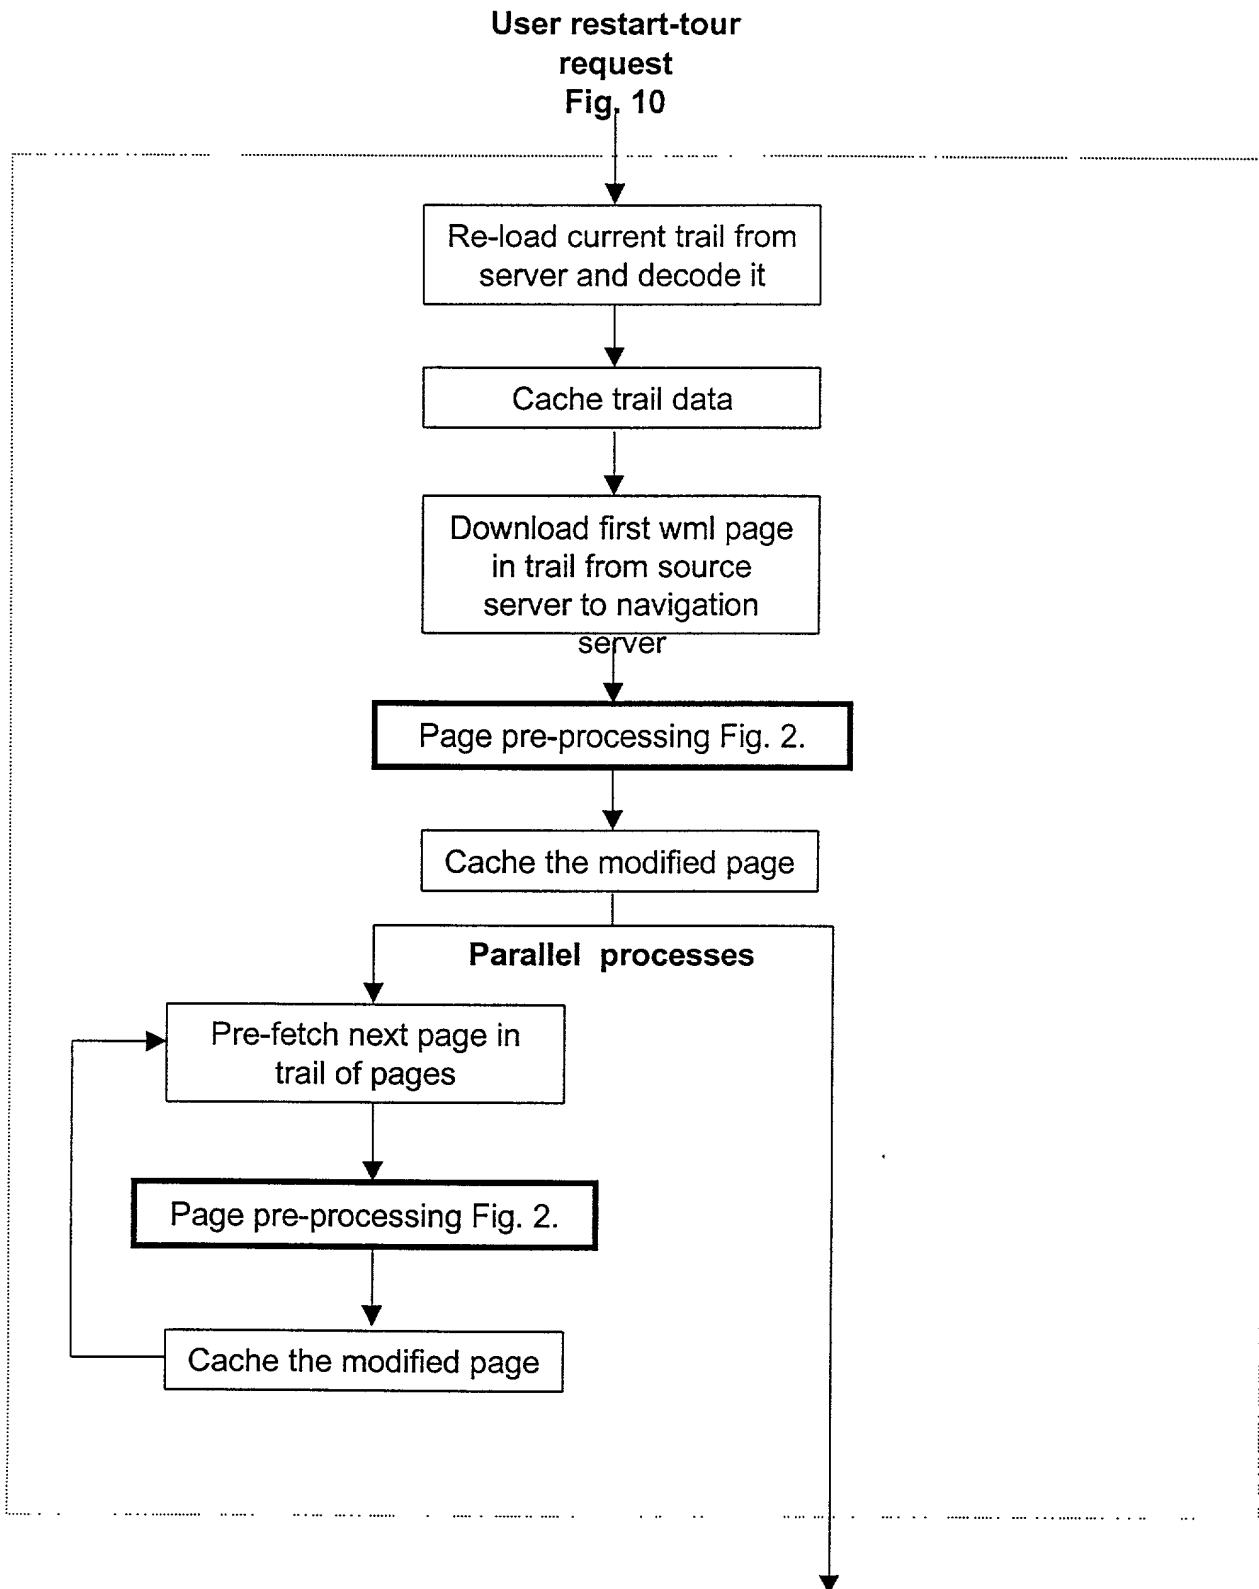 User restart-tour
request
Fig. 10
Re-load current trail from
server and decode it
Cache trail data
Download first wml page
in trail from source
server to navigation
server
Page pre-processing Fig. 2.
Cache the modified page
Parallel processes
Pre-fetch next page in
trail of pages
Page pre-processing Fig. 2.
Cache the modified page